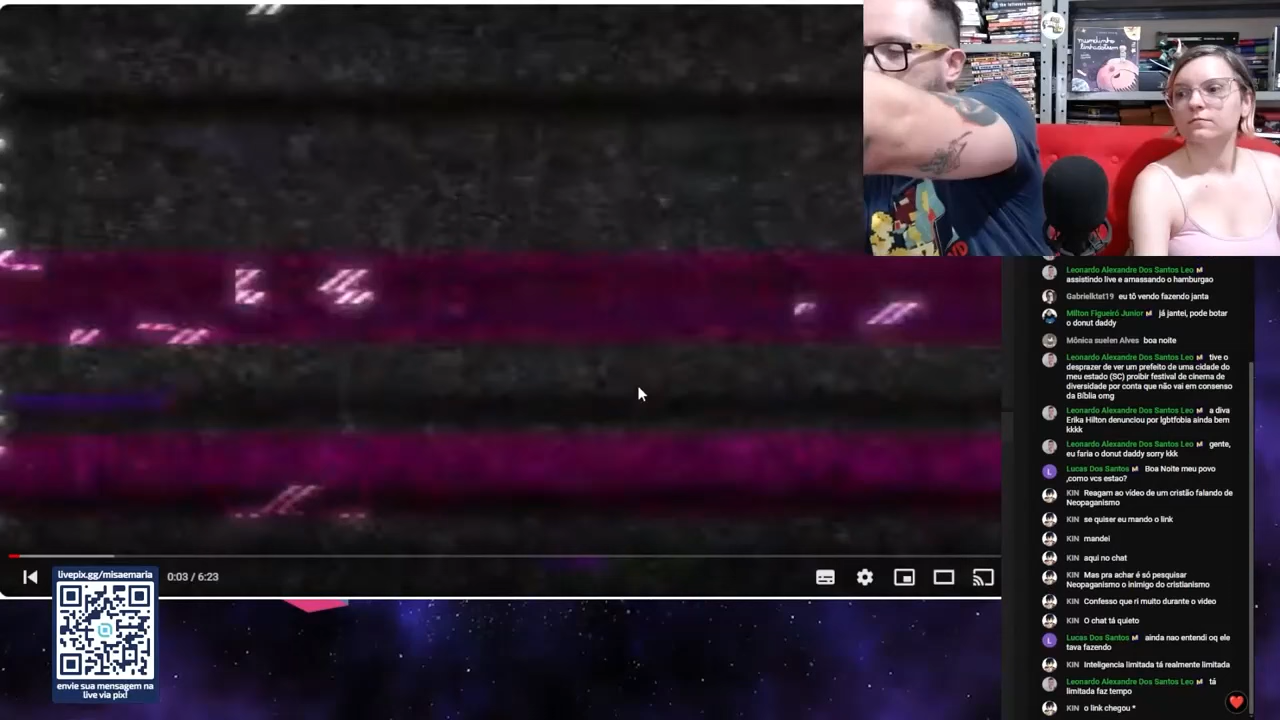 Leonardo Alexandre Dos Santos Leo
assistindo live e amassando o hamburgao
Gabrielktet19 eu tô vendo fazendo janta
Milton Figueiró Junior já jantei, pode botar
o donut daddy
Mônica suelen Alves boa noite
Leonardo Alexandre Dos Santos Leo tive o
desprazer de ver um prefeito de uma cidade do
meu estado (SC) proibir festival de cinema de
diversidade por conta que não vai em consenso
da Bíblia omg
Leonardo Alexandre Dos Santos Leo a diva
Erika Hilton denunciou por lgbtfobia ainda bem
kkkk
Leonardo Alexandre Dos Santos Leo gente,
eu faria o donut daddy sorry kkk
L Lucas Dos Santos Boa Noite meu povo
,como vcs estao?
KIN Reagam ao vídeo de um cristão falando de
Neopaganismo
KIN se quiser eu mando o link
KIN mandei
KIN aqui no chat
KIN Mas pra achar é só pesquisar
Neopaganismo o inimigo do cristianismo
KIN Confesso que ri muito durante o video
KIN O chat tá quieto
L Lucas Dos Santos ainda nao entendi oq ele
tava fazendo
KIN Inteligencia limitada tá realmente limitada
Leonardo Alexandre Dos Santos Leo tá
limitada faz tempo
KIN o link chegou *
0:03 / 6:23
livepix.gg/misaemaria
envie sua mensagem na
live via pix!